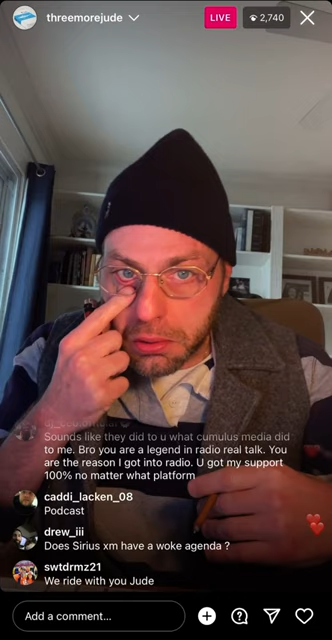 threemorejude
LIVE
2,740
Sounds like they did to u what cumulus media did
to me. Bro you are a legend in radio real talk. You
are the reason I got into radio. U got my support
100% no matter what platform
caddi_lacken_08
Podcast
drew_iii
Does Sirius xm have a woke agenda ?
swtdrmz21
We ride with you Jude
Add a comment...